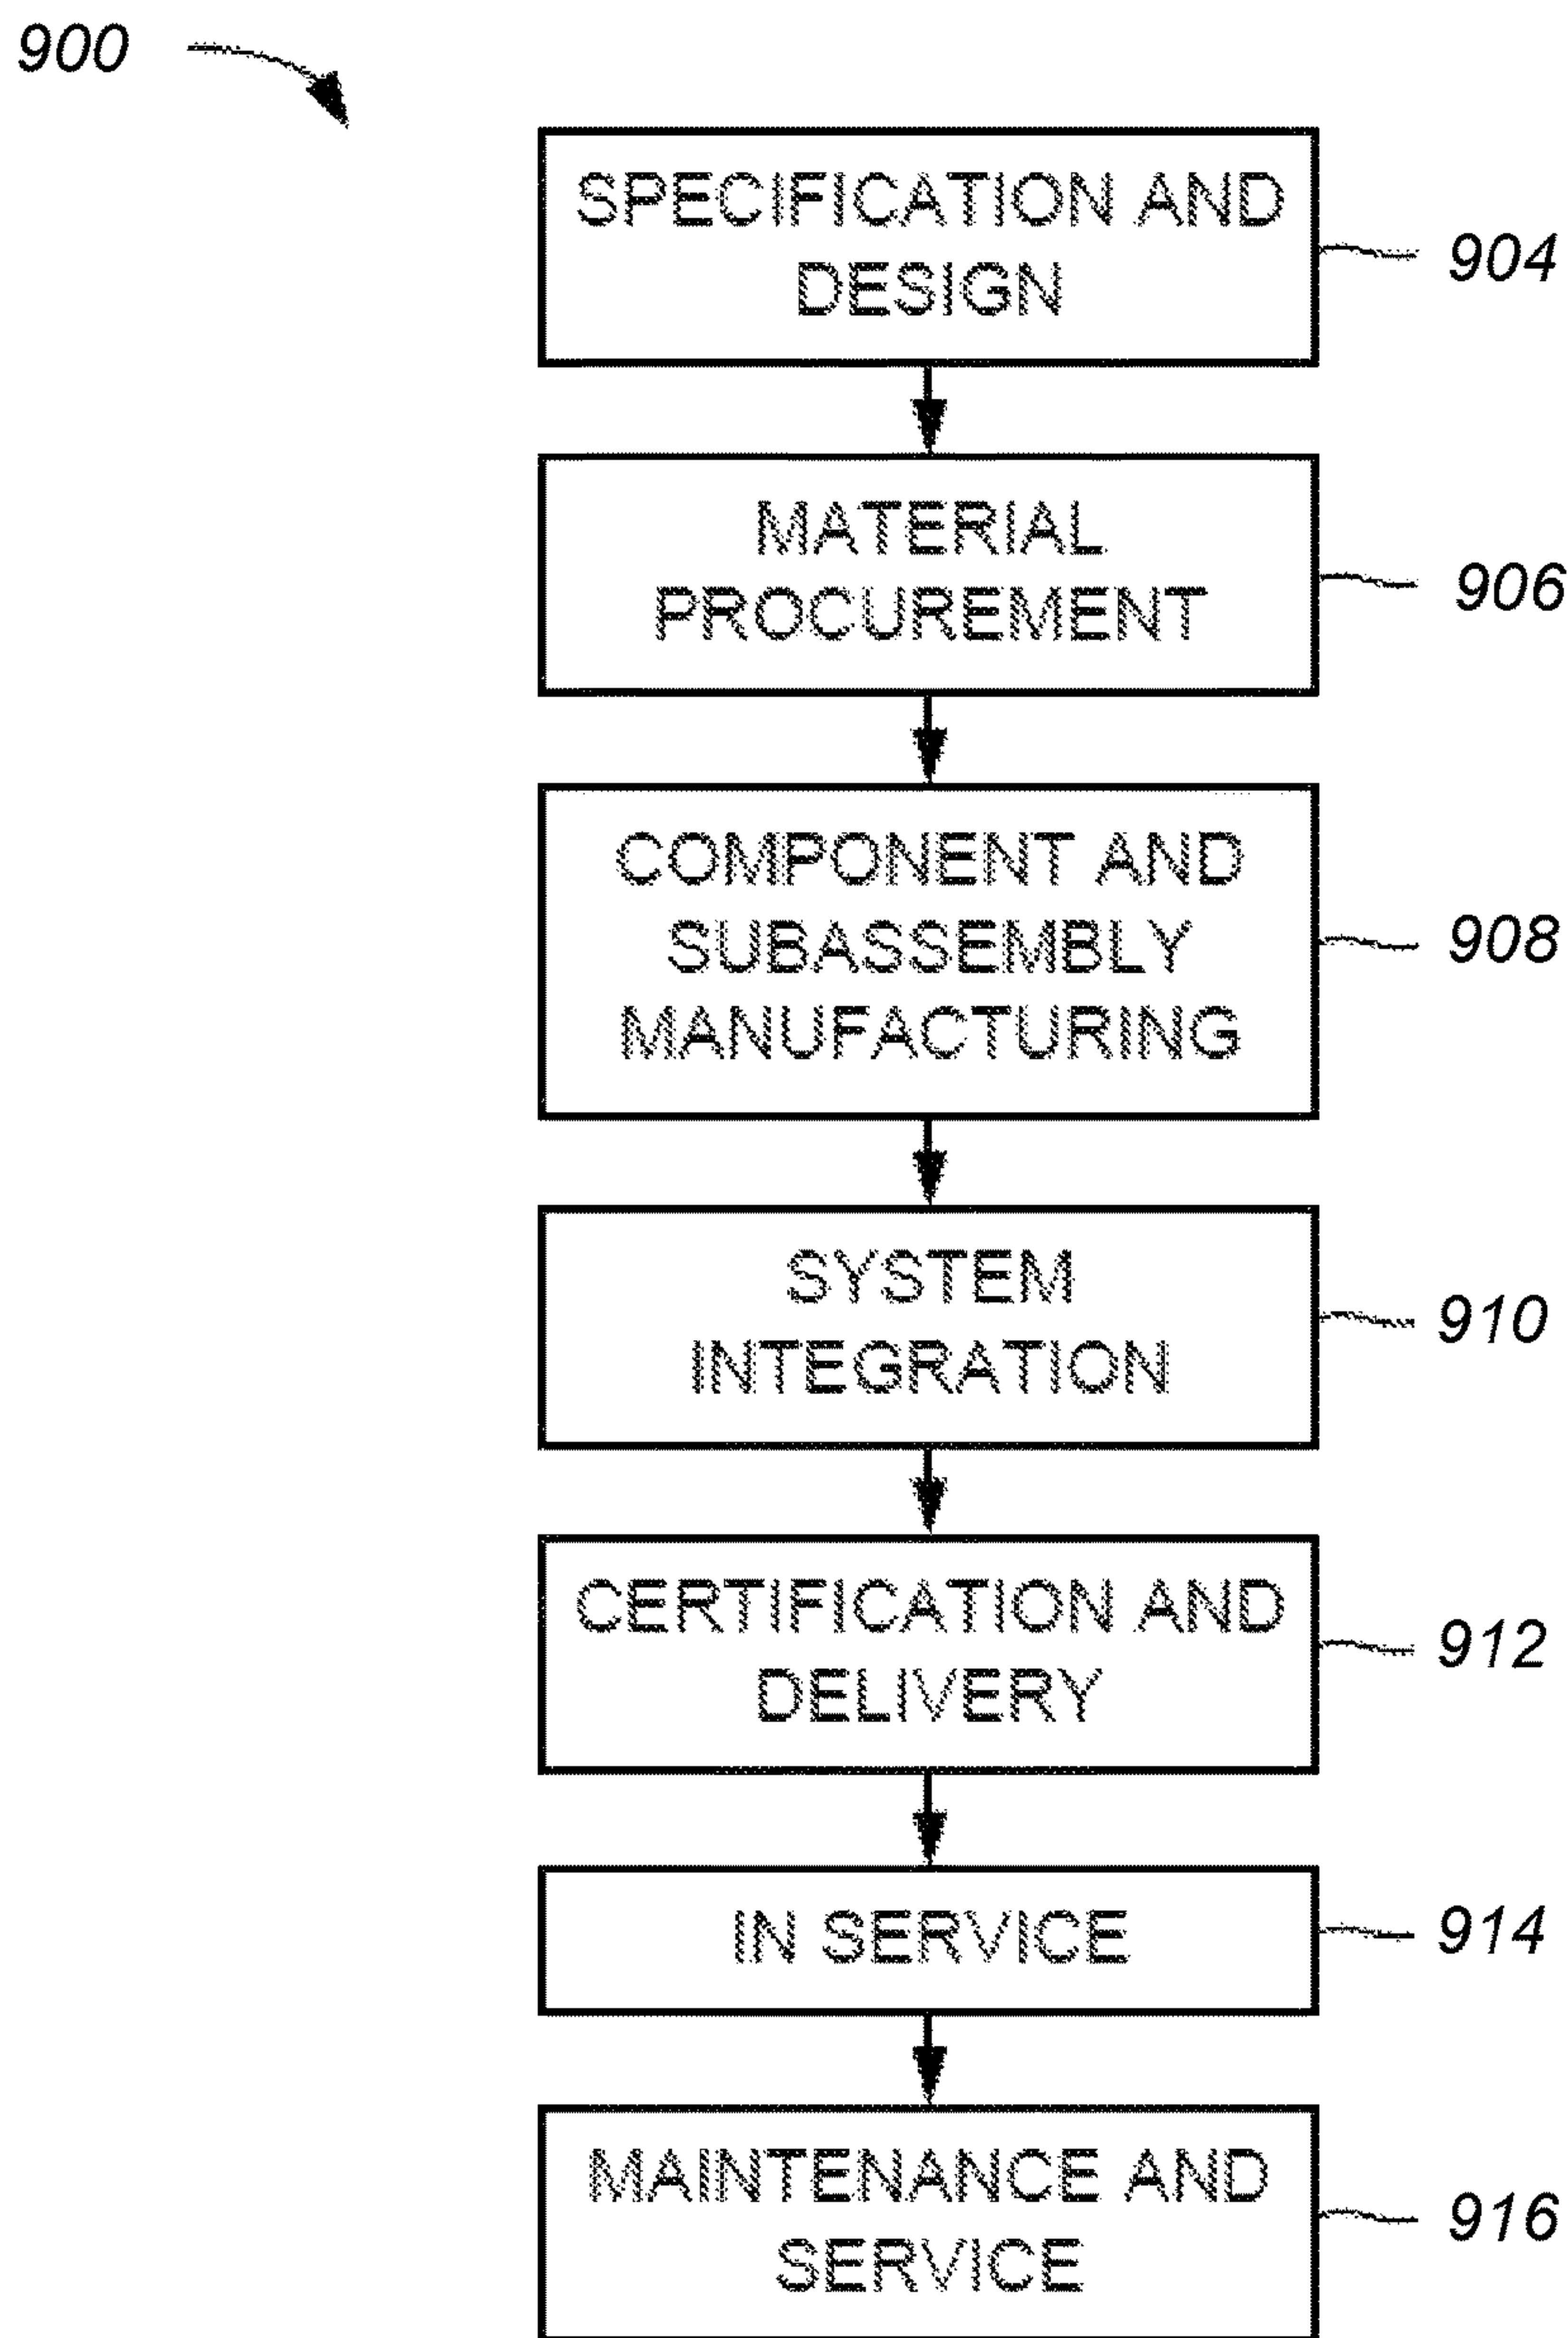 900
SPECIFICATION AND
DESIGN
904
MATERIAL
PROCUREMENT
906
COMPONENT AND
SUBASSEMBLY
MANUFACTURING
908
SYSTEM
INTEGRATION
910
CERTIFICATION AND
DELIVERY
912
IN SERVICE
914
MAINTENANCE AND
SERVICE
916